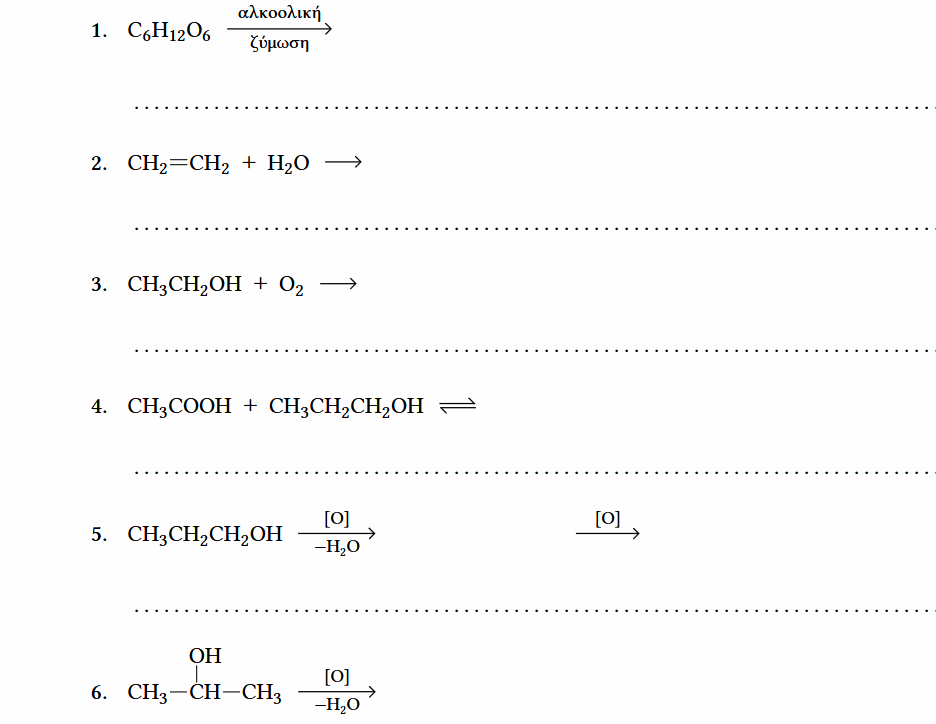 1. C₆H₁₂O₆ αλκοολική ζύμωση ⟶
................................................................................
2. CH₂=CH₂ + H₂O ⟶
................................................................................
3. CH₃CH₂OH + O₂ ⟶
................................................................................
4. CH₃COOH + CH₃CH₂CH₂OH ⇌
................................................................................
5. CH₃CH₂CH₂OH [O] –H₂O ⟶ [O] ⟶
................................................................................
OH
6. CH₃–CH–CH₃ [O] –H₂O ⟶